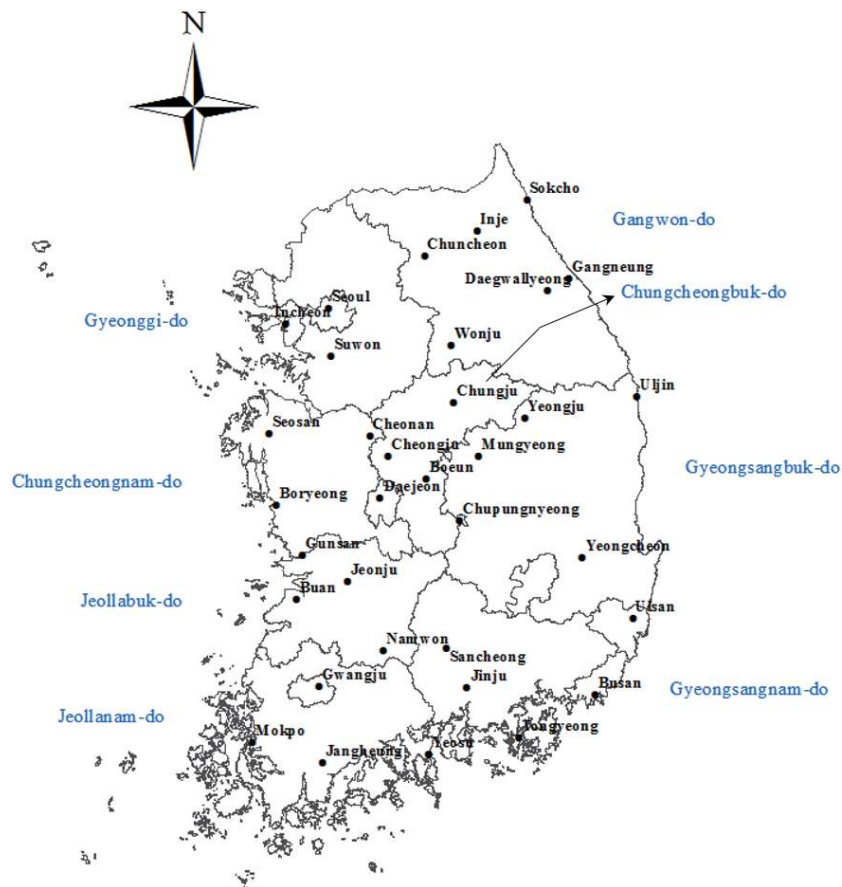 N
Sokcho
Gangwon-do
Inje
Chuncheon
Gangneung
Daegwallyeong
Chungcheongbuk-do
Seoul
Incheon
Gyeonggi-do
Wonju
Suwon
Chungju
Uljin
Yeongju
Seosan
Cheonan
Cheongju
Mungyeong
Boeun
Gyeongsangbuk-do
Chungcheongnam-do
Daejeon
Boryeong
Chupungnyeong
Gunsan
Yeongcheon
Jeonju
Buan
Jeollabuk-do
Ulsan
Namwon
Sancheong
Gwangju
Jinju
Busan
Gyeongsangnam-do
Jeollanam-do
Mokpo
Tongyeong
Yeosu
Jangheung